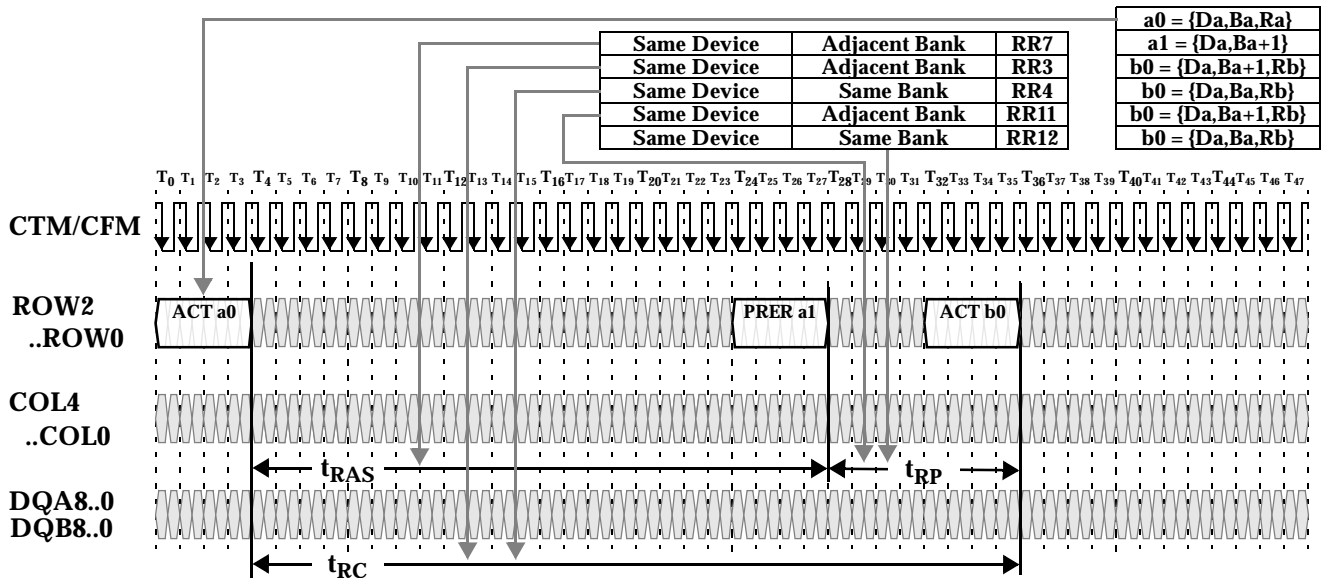 a0 = {Da,Ba,Ra}
Same Device Adjacent Bank RR7 a1 = {Da,Ba+1}
Same Device Adjacent Bank RR3 b0 = {Da,Ba+1,Rb}
Same Device Same Bank RR4 b0 = {Da,Ba,Rb}
Same Device Adjacent Bank RR11 b0 = {Da,Ba+1,Rb}
Same Device Same Bank RR12 b0 = {Da,Ba,Rb}
T0 T1 T2 T3 T4 T5 T6 T7 T8 T9 T10 T11 T12 T13 T14 T15 T16 T17 T18 T19 T20 T21 T22 T23 T24 T25 T26 T27 T28 T29 T30 T31 T32 T33 T34 T35 T36 T37 T38 T39 T40 T41 T42 T43 T44 T45 T46 T47
CTM/CFM
ROW2 ACT a0 PRER a1 ACT b0
..ROW0
COL4
..COL0
tRAS tRP
DQA8..0
DQB8..0
tRC